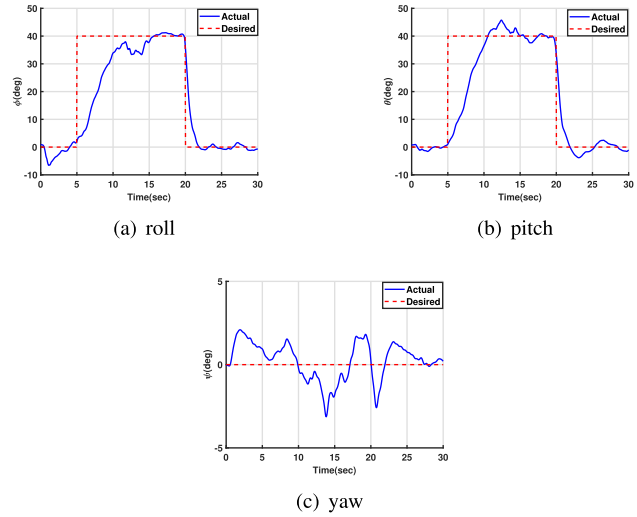 50
40
30
20
10
0
-10
ϕ(deg)
Actual
Desired
0 5 10 15 20 25 30
Time(sec)
(a) roll
50
40
30
20
10
0
-10
θ(deg)
Actual
Desired
0 5 10 15 20 25 30
Time(sec)
(b) pitch
5
0
-5
ψ(deg)
Actual
Desired
0 5 10 15 20 25 30
Time(sec)
(c) yaw